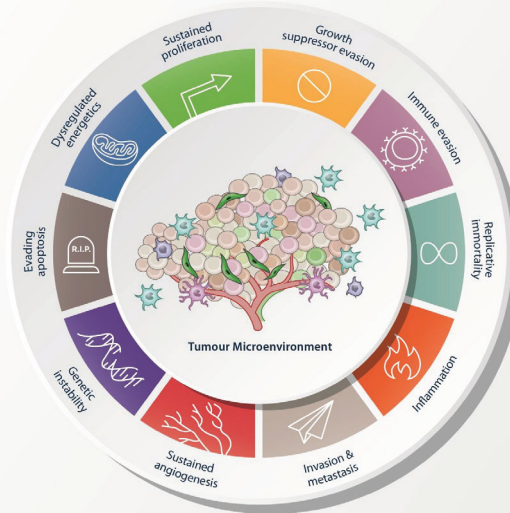 Sustained
proliferation
Growth
suppressor evasion
Immune evasion
Replicative
immortality
Inflammation
Invasion &
metastasis
Sustained
angiogenesis
Genetic
instability
Evading
apoptosis
R.I.P.
Dysregulated
energetics
Tumour Microenvironment